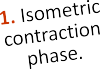 1. Isometric
contraction
phase.